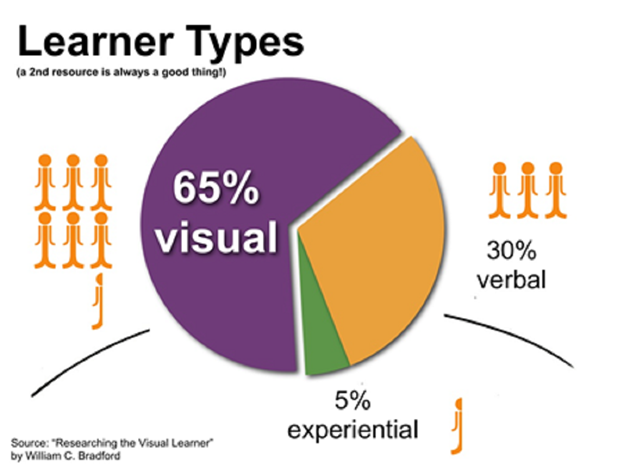 Learner Types
(a 2nd resource is always a good thing!)
65%
visual
30%
verbal
5%
experiential
Source: "Researching the Visual Learner"
by William C. Bradford